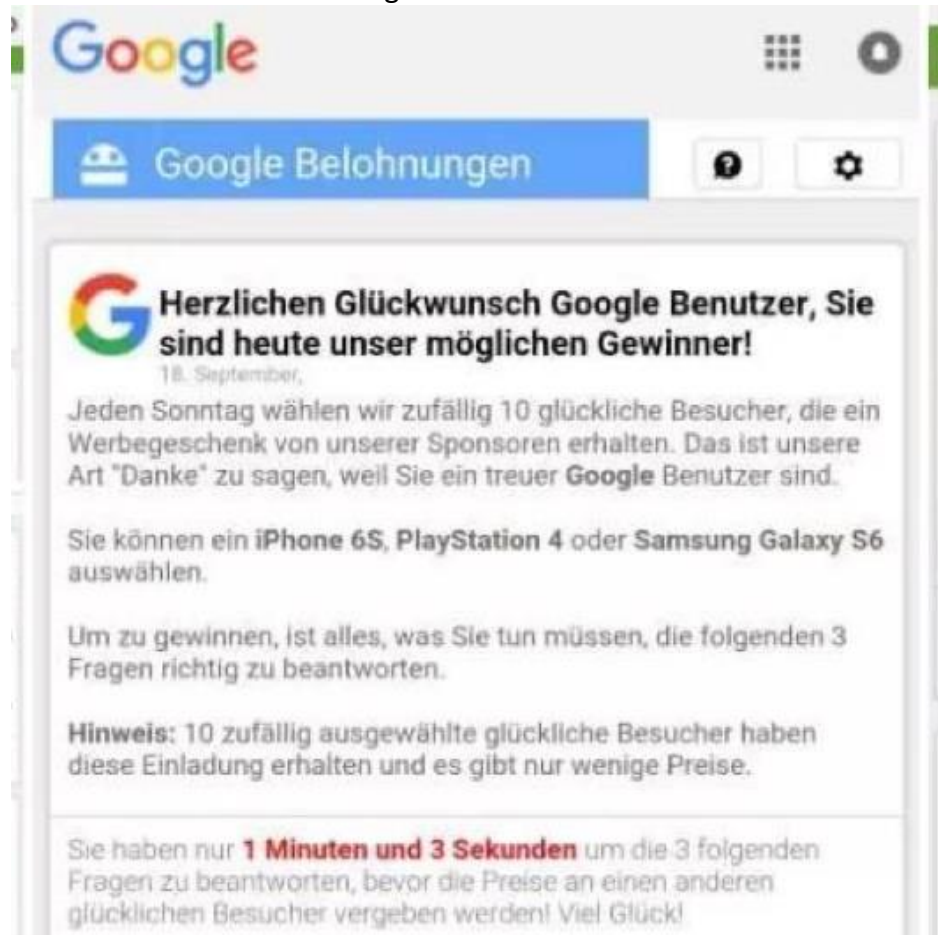 Google
Google Belohnungen
Herzlichen Glückwunsch Google Benutzer, Sie
sind heute unser möglichen Gewinner!
18. September,
Jeden Sonntag wählen wir zufällig 10 glückliche Besucher, die ein
Werbegeschenk von unserer Sponsoren erhalten. Das ist unsere
Art "Danke" zu sagen, weil Sie ein treuer Google Benutzer sind.
Sie können ein iPhone 6S, PlayStation 4 oder Samsung Galaxy S6
auswählen.
Um zu gewinnen, ist alles, was Sie tun müssen, die folgenden 3
Fragen richtig zu beantworten.
Hinweis: 10 zufällig ausgewählte glückliche Besucher haben
diese Einladung erhalten und es gibt nur wenige Preise.
Sie haben nur 1 Minuten und 3 Sekunden um die 3 folgenden
Fragen zu beantworten, bevor die Preise an einen anderen
glücklichen Besucher vergeben werden! Viel Glück!